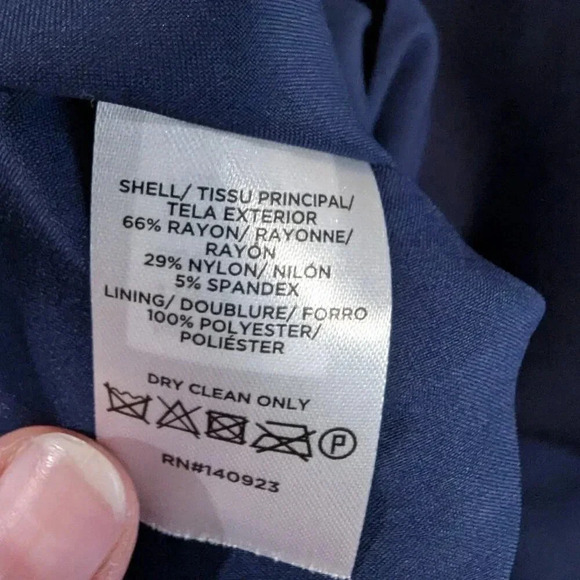 SHELL/ TISSU PRINCIPAL/
TELA EXTERIOR
66% RAYON/ RAYONNE/
RAYÓN
29% NYLON/ NILÓN
5% SPANDEX
LINING/ DOUBLURE/ FORRO
100% POLYESTER/
POLIÉSTER
DRY CLEAN ONLY
P
RN#140923